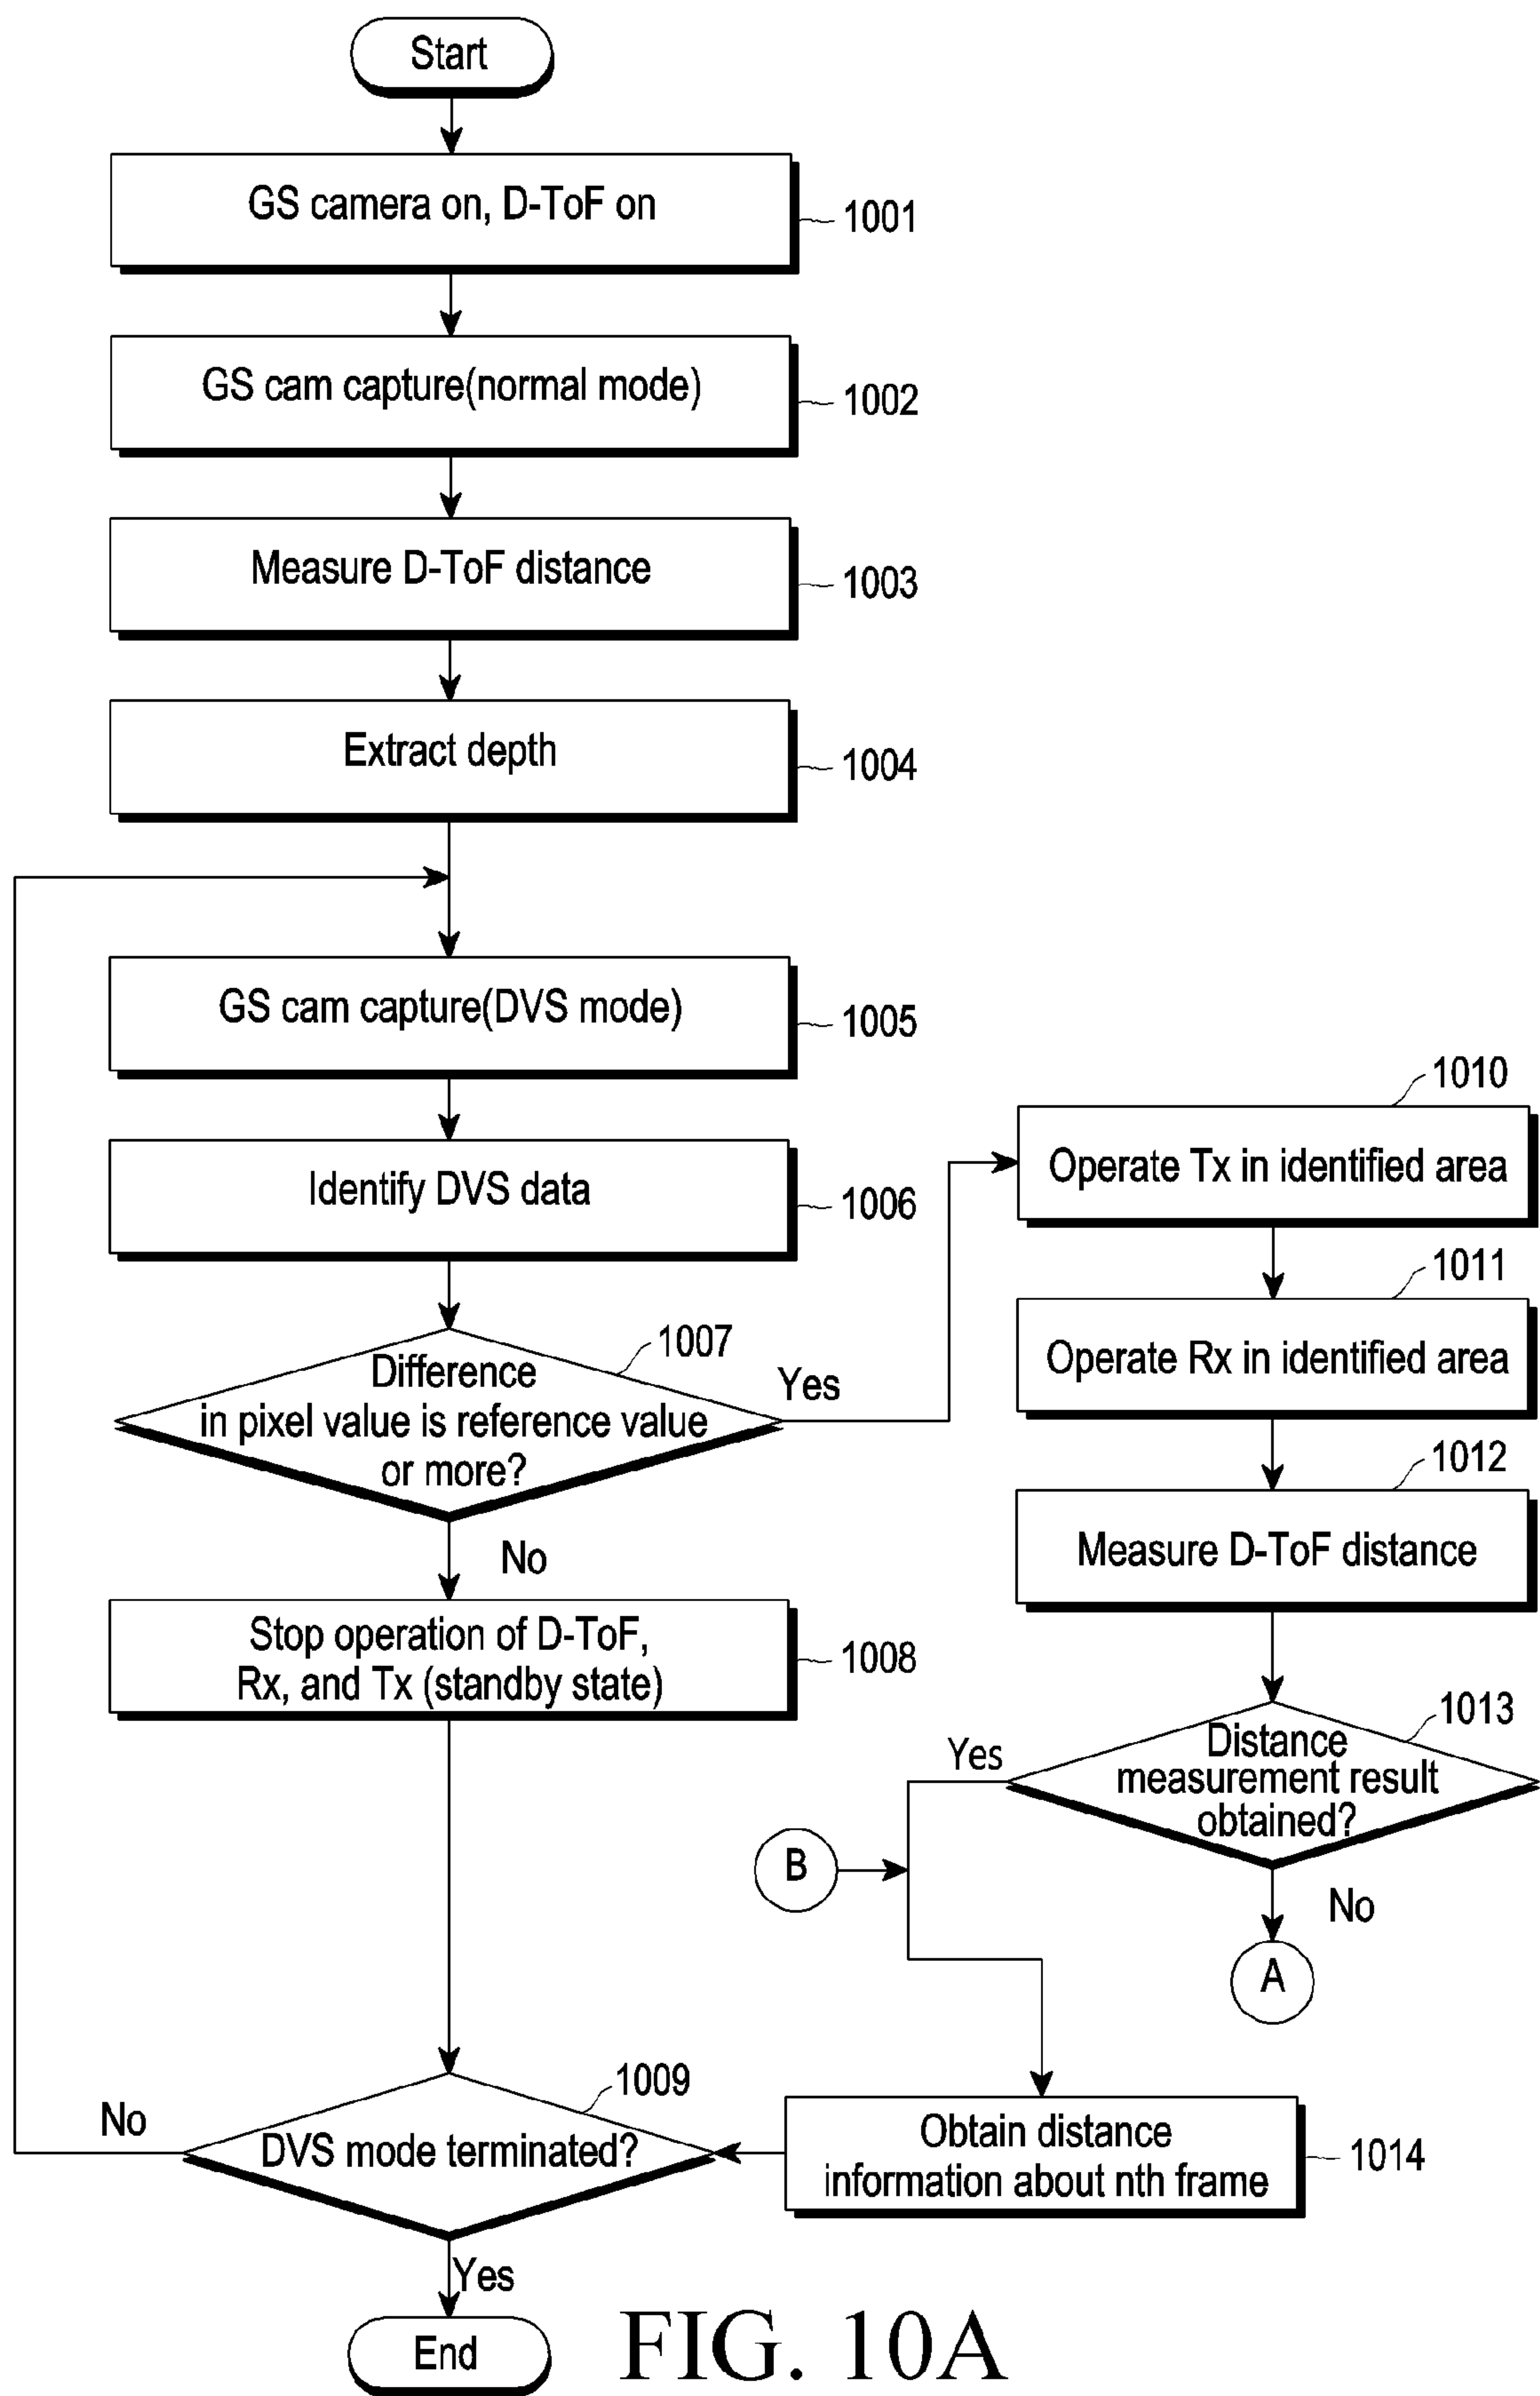 Start
GS camera on, D-ToF on
1001
GS cam capture(normal mode)
1002
Measure D-ToF distance
1003
Extract depth
1004
GS cam capture(DVS mode)
1005
Identify DVS data
1006
1007
Difference
in pixel value is reference value
or more?
Yes
No
Stop operation of D-ToF,
Rx, and Tx (standby state)
1008
1009
DVS mode terminated?
No
Yes
End
1010
Operate Tx in identified area
1011
Operate Rx in identified area
1012
Measure D-ToF distance
1013
Distance
measurement result
obtained?
Yes
No
B
A
Obtain distance
information about nth frame
1014
FIG. 10A